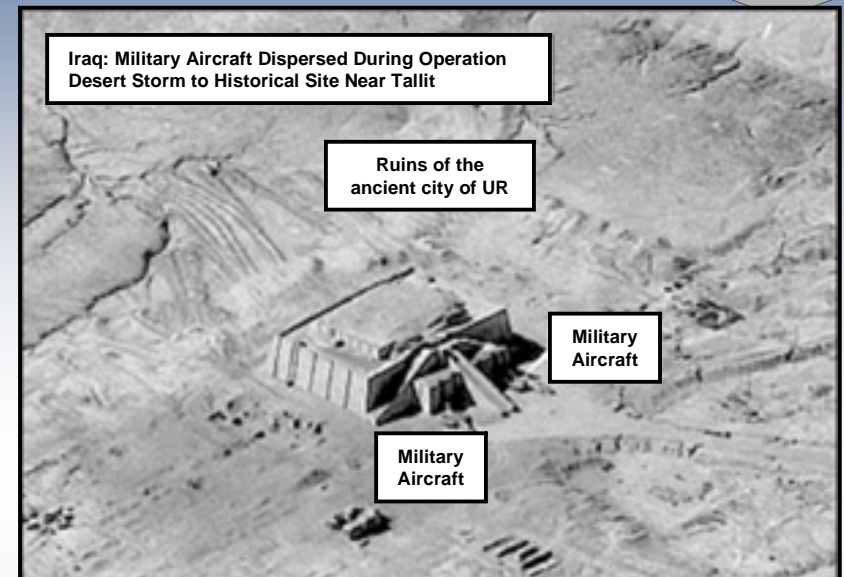 Iraq: Military Aircraft Dispersed During Operation
Desert Storm to Historical Site Near Tallit
Ruins of the
ancient city of UR
Military
Aircraft
Military
Aircraft